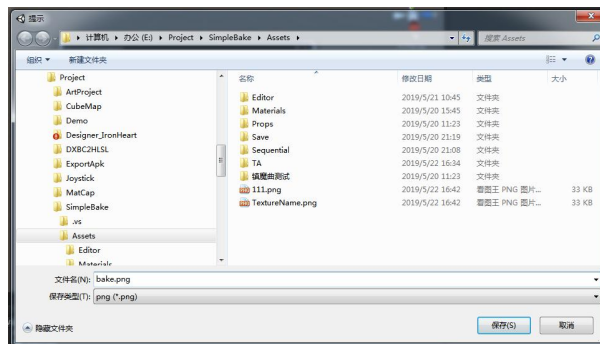 提示
计算机 ▸ 办公 (E:) ▸ Project ▸ SimpleBake ▸ Assets ▸
搜索 Assets
组织 ▾ 新建文件夹
Project
ArtProject
CubeMap
Demo
Designer_IronHeart
DXBC2HLSL
ExportApk
Joystick
MatCap
SimpleBake
.vs
Assets
Editor
Materials
名称 修改日期 类型 大小
Editor 2019/5/21 10:45 文件夹
Materials 2019/5/20 15:45 文件夹
Props 2019/5/20 11:23 文件夹
Save 2019/5/20 21:19 文件夹
Sequential 2019/5/20 21:08 文件夹
TA 2019/5/22 16:34 文件夹
镇魔曲测试 2019/5/20 11:23 文件夹
111.png 2019/5/22 16:42 看图王 PNG 图片... 33 KB
TextureName.png 2019/5/22 16:42 看图王 PNG 图片... 33 KB
文件名(N): bake.png
保存类型(T): png (*.png)
隐藏文件夹
保存(S) 取消